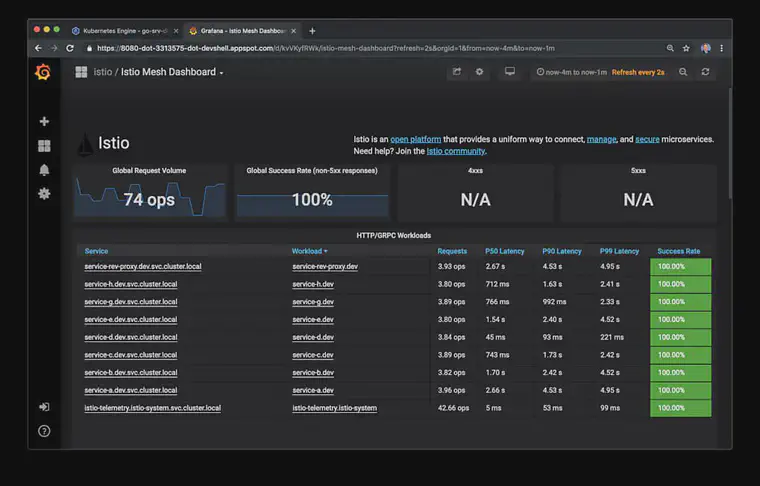 Kubernetes Engine - go-srv-d
Grafana - Istio Mesh Dashboar
https://8080-dot-3313575-dot-devshell.appspot.com/d/kvVKyfRWk/istio-mesh-dashboard?refresh=2s&orgId=1&from=now-4m&to=now-1m
istio / Istio Mesh Dashboard
now-4m to now-1m Refresh every 2s
Istio
Istio is an open platform that provides a uniform way to connect, manage, and secure microservices.
Need help? Join the Istio community.
Global Request Volume Global Success Rate (non-5xx responses) 4xxs 5xxs
74 ops 100% N/A N/A
HTTP/GRPC Workloads
Service Workload Requests P50 Latency P90 Latency P99 Latency Success Rate
service-rev-proxy.dev.svc.cluster.local service-rev-proxy.dev 3.93 ops 2.67 s 4.53 s 4.95 s 100.00%
service-h.dev.svc.cluster.local service-h.dev 3.80 ops 712 ms 1.63 s 2.41 s 100.00%
service-g.dev.svc.cluster.local service-g.dev 3.89 ops 766 ms 992 ms 2.33 s 100.00%
service-e.dev.svc.cluster.local service-e.dev 3.80 ops 1.54 s 2.40 s 4.52 s 100.00%
service-d.dev.svc.cluster.local service-d.dev 3.84 ops 45 ms 93 ms 221 ms 100.00%
service-c.dev.svc.cluster.local service-c.dev 3.89 ops 743 ms 1.73 s 2.42 s 100.00%
service-b.dev.svc.cluster.local service-b.dev 3.82 ops 1.70 s 2.42 s 4.52 s 100.00%
service-a.dev.svc.cluster.local service-a.dev 3.96 ops 2.66 s 4.53 s 4.95 s 100.00%
istio-telemetry.istio-system.svc.cluster.local istio-telemetry.istio-system 42.66 ops 5 ms 53 ms 99 ms 100.00%